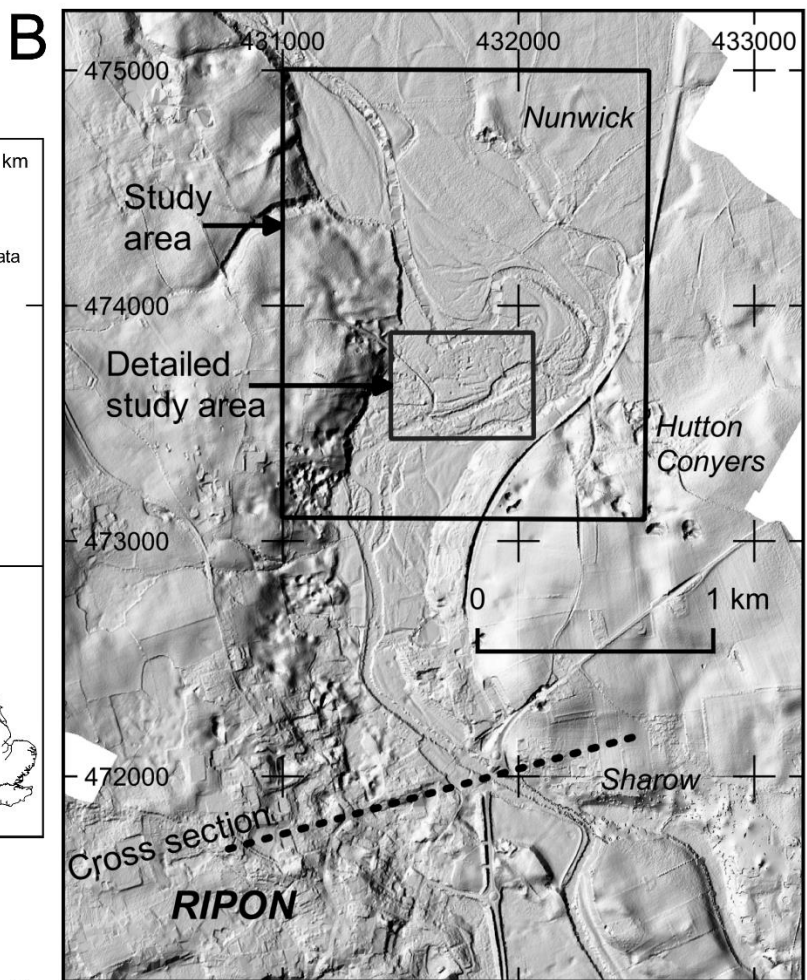 B
431000 432000 433000
475000
Nunwick
km
Study
area
ata
474000
Detailed
study area
Hutton
Conyers
473000
0 1 km
472000
Sharow
Cross section
RIPON